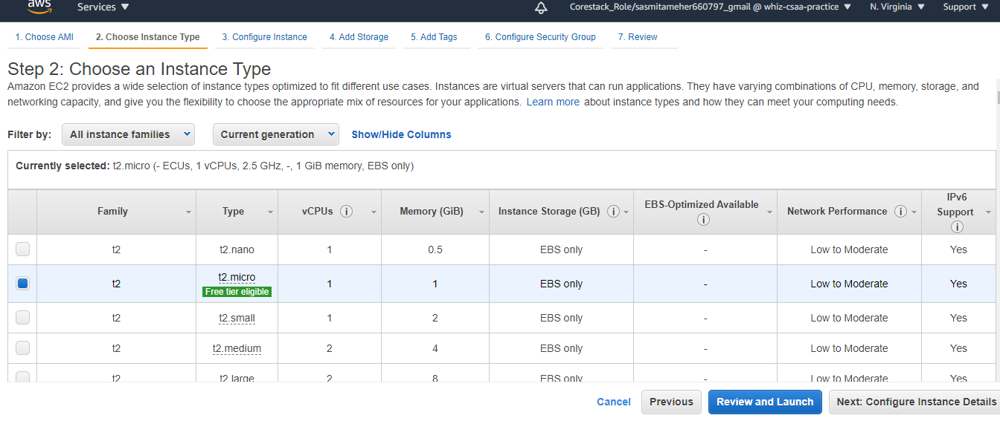 aws
Services
Corestack_Role/sasmitameher660797_gmail @ whiz-csaa-practice
N. Virginia
Support
1. Choose AMI
2. Choose Instance Type
3. Configure Instance
4. Add Storage
5. Add Tags
6. Configure Security Group
7. Review
Step 2: Choose an Instance Type
Amazon EC2 provides a wide selection of instance types optimized to fit different use cases. Instances are virtual servers that can run applications. They have varying combinations of CPU, memory, storage, and
networking capacity, and give you the flexibility to choose the appropriate mix of resources for your applications. Learn more about instance types and how they can meet your computing needs.
Filter by: All instance families Current generation Show/Hide Columns
Currently selected: t2.micro (- ECUs, 1 vCPUs, 2.5 GHz, -, 1 GiB memory, EBS only)
Family Type vCPUs i Memory (GiB) Instance Storage (GB) i EBS-Optimized Available i Network Performance i IPv6 Support i
t2 t2.nano 1 0.5 EBS only - Low to Moderate Yes
t2 t2.micro Free tier eligible 1 1 EBS only - Low to Moderate Yes
t2 t2.small 1 2 EBS only - Low to Moderate Yes
t2 t2.medium 2 4 EBS only - Low to Moderate Yes
t2 t2.large 2 8 EBS only - Low to Moderate Yes
Cancel Previous Review and Launch Next: Configure Instance Details